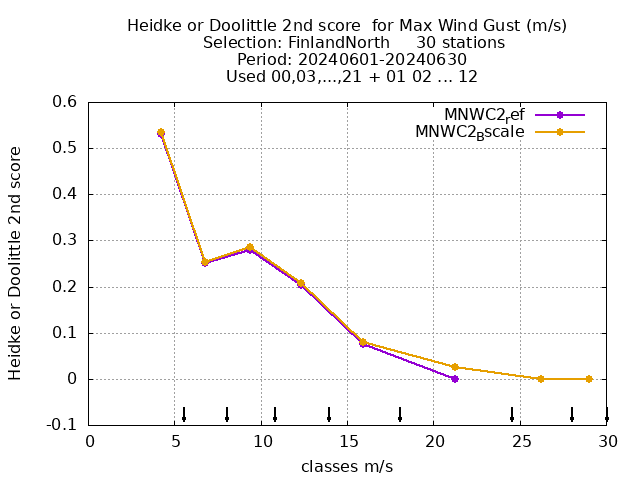 Heidke or Doolittle 2nd score  for Max Wind Gust (m/s)
Selection: FinlandNorth     30 stations
Period: 20240601-20240630
Used 00,03,...,21 + 01 02 ... 12
MNWC2ref
MNWC2Bscale
Heidke or Doolittle 2nd score
0.6
0.5
0.4
0.3
0.2
0.1
0
-0.1
0 5 10 15 20 25 30
classes m/s